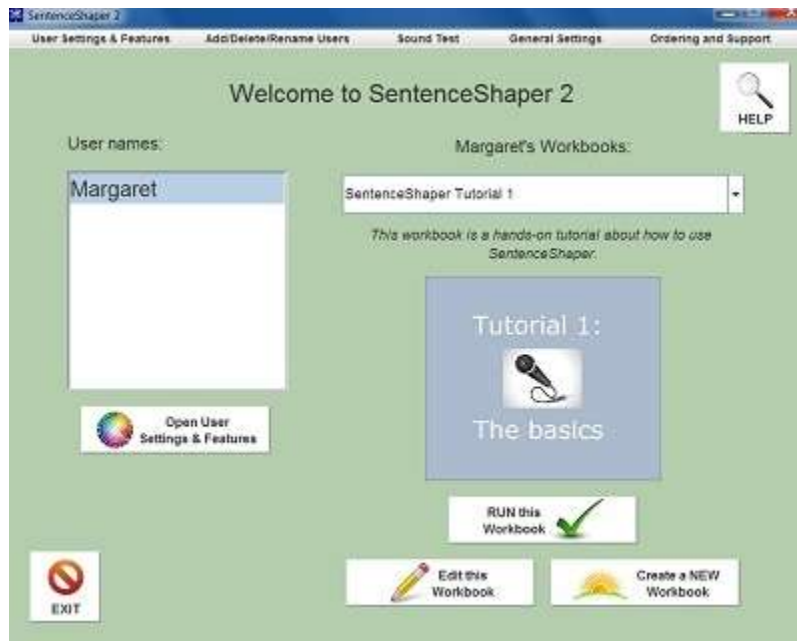 SentenceShaper 2
User Settings & Features Add/Delete/Rename Users Sound Test General Settings Ordering and Support
Welcome to SentenceShaper 2
HELP
User names:
Margaret's Workbooks:
Margaret
SentenceShaper Tutorial 1
This workbook is a hands-on tutorial about how to use
SentenceShaper.
Tutorial 1:
The basics
Open User
Settings & Features
RUN this
Workbook
Edit this
Workbook
Create a NEW
Workbook
EXIT